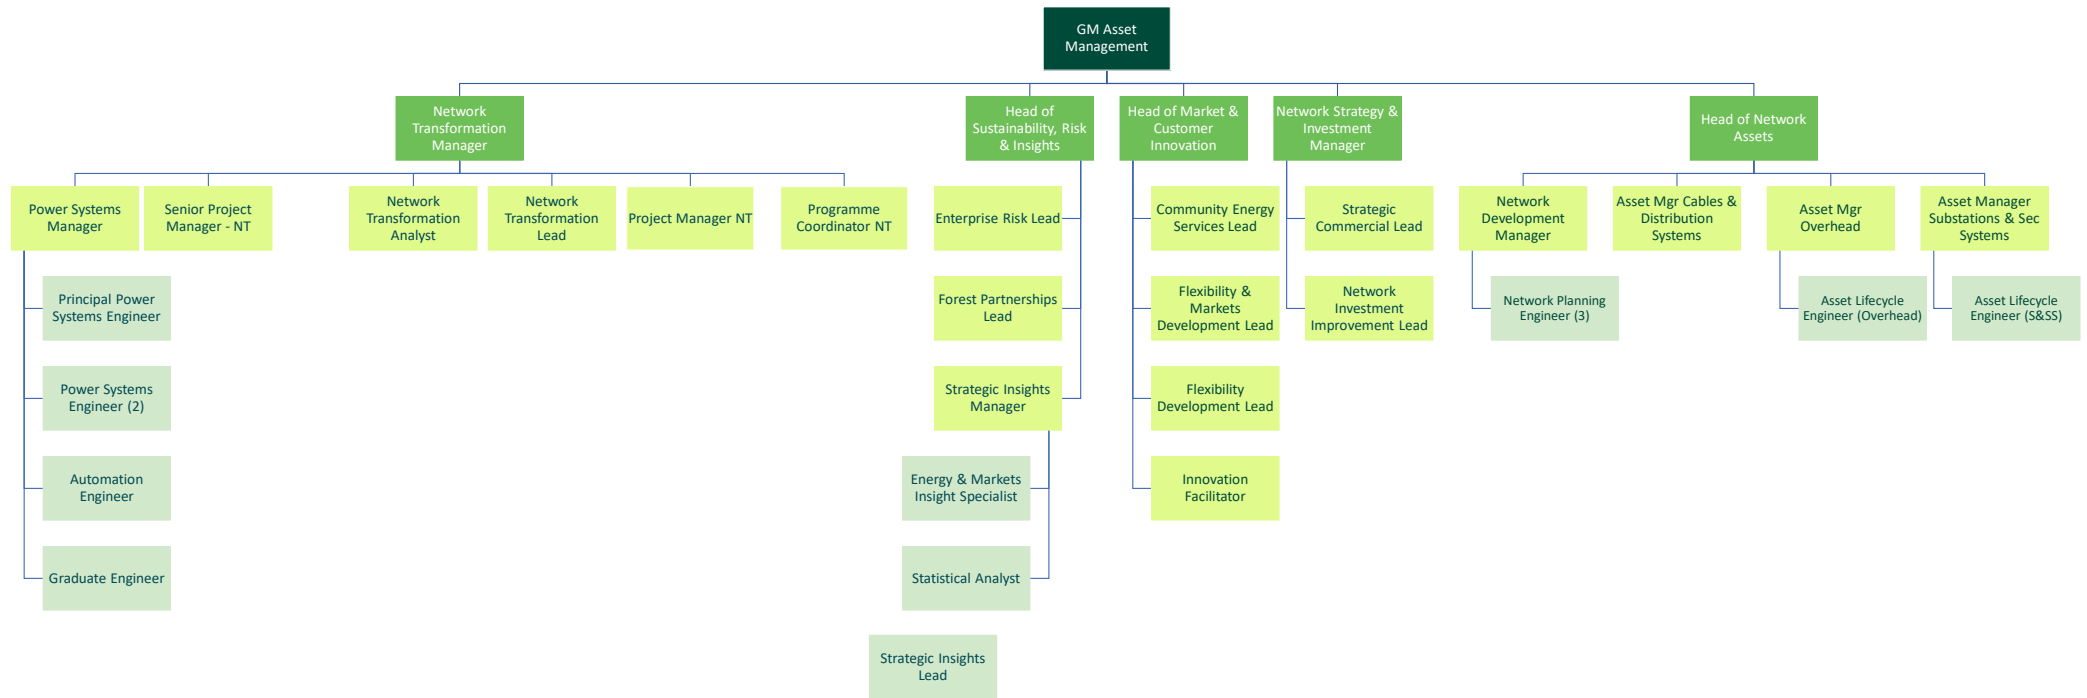 GM Asset
Management
Network
Transformation
Manager
Head of
Sustainability, Risk
& Insights
Head of Market &
Customer
Innovation
Network Strategy &
Investment
Manager
Head of Network
Assets
Power Systems
Manager
Senior Project
Manager - NT
Network
Transformation
Analyst
Network
Transformation
Lead
Project Manager NT
Programme
Coordinator NT
Enterprise Risk Lead
Community Energy
Services Lead
Strategic
Commercial Lead
Network
Development
Manager
Asset Mgr Cables &
Distribution
Systems
Asset Mgr
Overhead
Asset Manager
Substations & Sec
Systems
Principal Power
Systems Engineer
Forest Partnerships
Lead
Flexibility &
Markets
Development Lead
Network
Investment
Improvement Lead
Network Planning
Engineer (3)
Asset Lifecycle
Engineer (Overhead)
Asset Lifecycle
Engineer (S&SS)
Power Systems
Engineer (2)
Strategic Insights
Manager
Flexibility
Development Lead
Automation
Engineer
Energy & Markets
Insight Specialist
Innovation
Facilitator
Graduate Engineer
Statistical Analyst
Strategic Insights
Lead